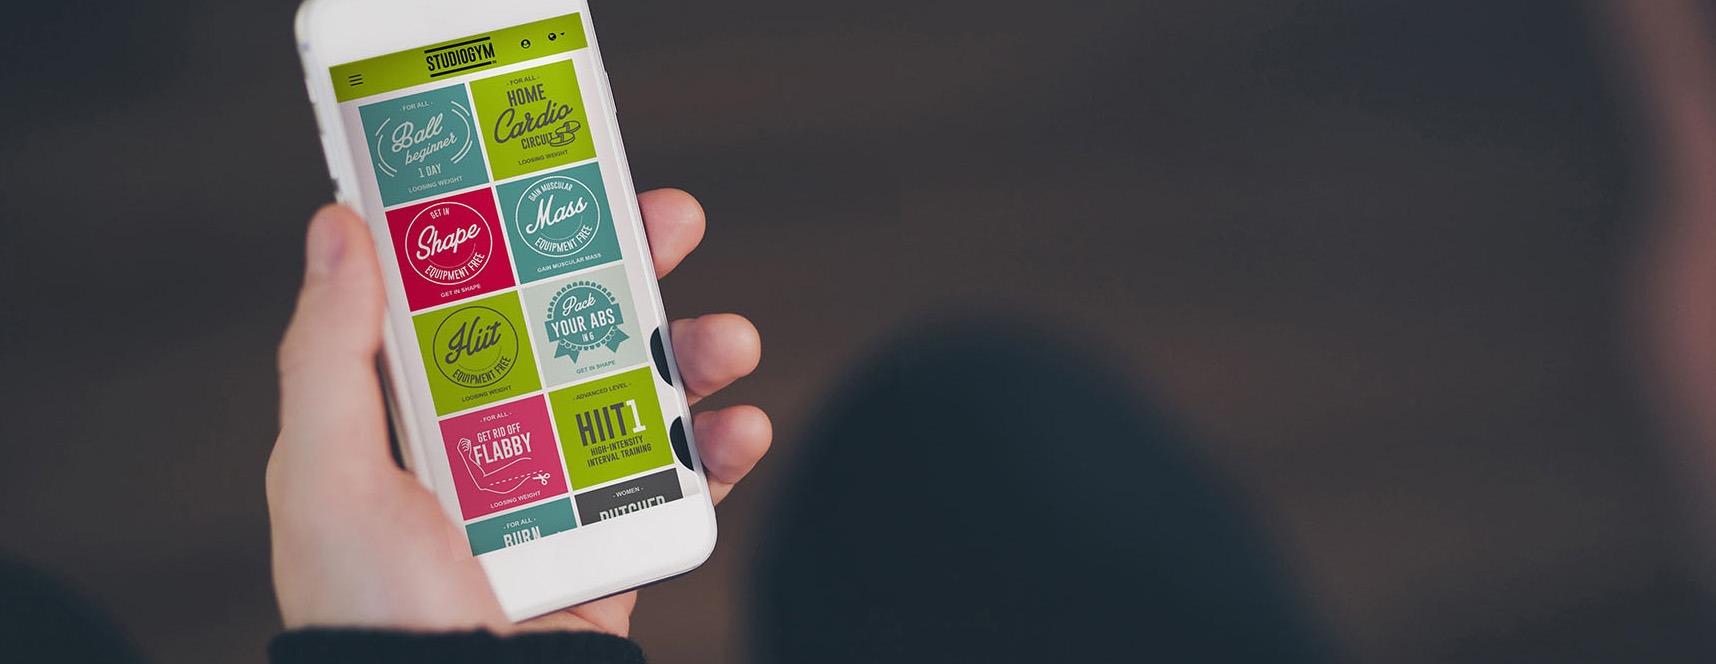 STUDIOGYM
- FOR ALL -
Ball
beginner
1 DAY
LOOSING WEIGHT
- FOR ALL -
HOME
Cardio
CIRCUIT
LOOSING WEIGHT
GET IN
Shape
EQUIPMENT FREE
GET IN SHAPE
GAIN MUSCULAR
Mass
EQUIPMENT FREE
GAIN MUSCULAR MASS
Hiit
EQUIPMENT FREE
LOOSING WEIGHT
Pack
YOUR ABS
IN 6
GET IN SHAPE
- FOR ALL -
GET RID OFF
FLABBY
LOOSING WEIGHT
- ADVANCED LEVEL -
HIIT1
HIGH-INTENSITY
INTERVAL TRAINING
- FOR ALL -
BURN
- WOMEN -
BUTCHER